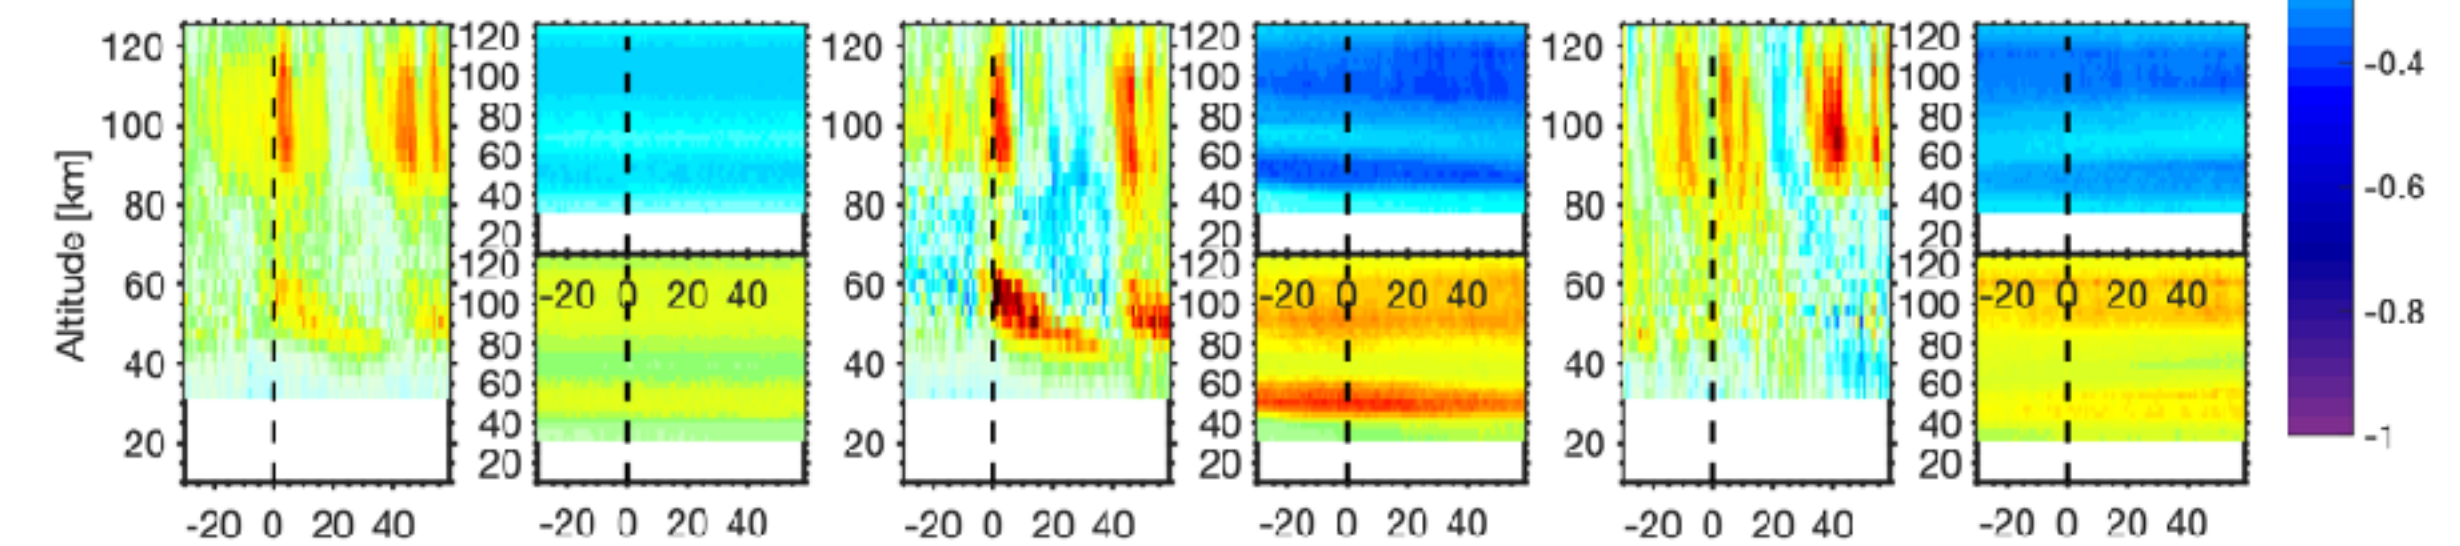 Altitude [km]
120 120 120 120 120 120
100 100 100 100 100 100 -0.4
80 80 80
100 60 100 60 100 60
80 40 80 40 80 40 -0.6
20 20 20
60 120 60 120 60 120
-20 0 20 40 -20 0 20 40 -20 0 20 40
100 100 100 -0.8
80 80 80
40 60 40 60 40 60
40 40 40 -1
20 20 20 20 20 20
-20 0 20 40 -20 0 20 40 -20 0 20 40 -20 0 20 40 -20 0 20 40 -20 0 20 40